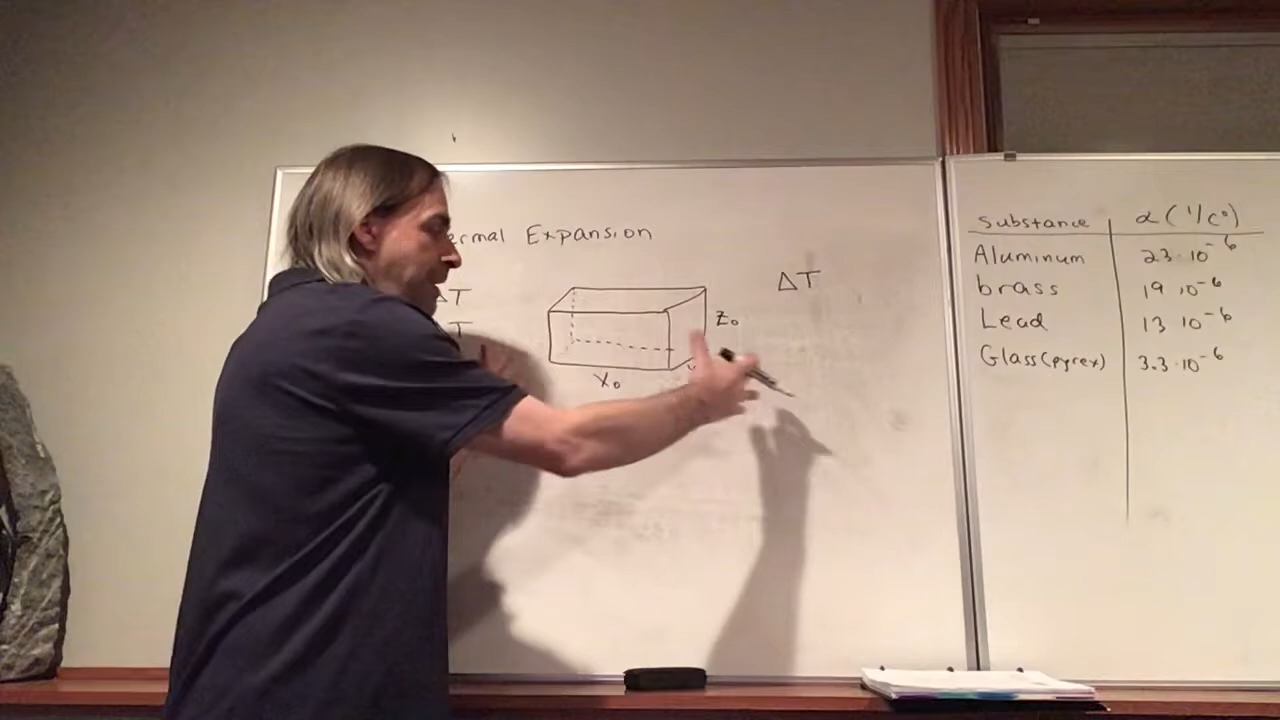 ermal Expansion
ΔT
T
ΔT
Z₀
X₀
Substance α (1/C°)
Aluminum 23·10⁻⁶
brass 19·10⁻⁶
Lead 13·10⁻⁶
Glass(pyrex) 3.3·10⁻⁶